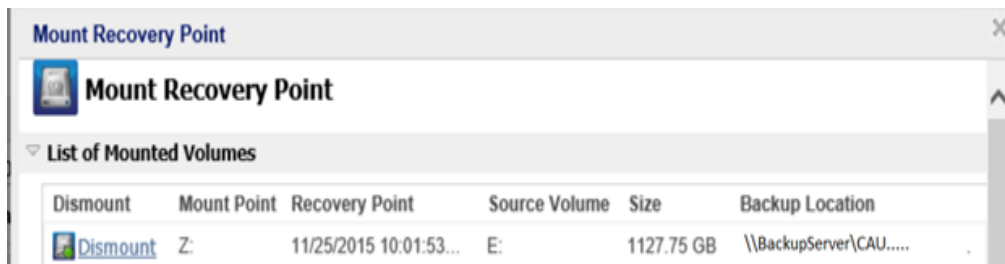 Mount Recovery Point
Mount Recovery Point
List of Mounted Volumes
Dismount Mount Point Recovery Point Source Volume Size Backup Location
Dismount Z: 11/25/2015 10:01:53... E: 1127.75 GB \\BackupServer\CAU.....